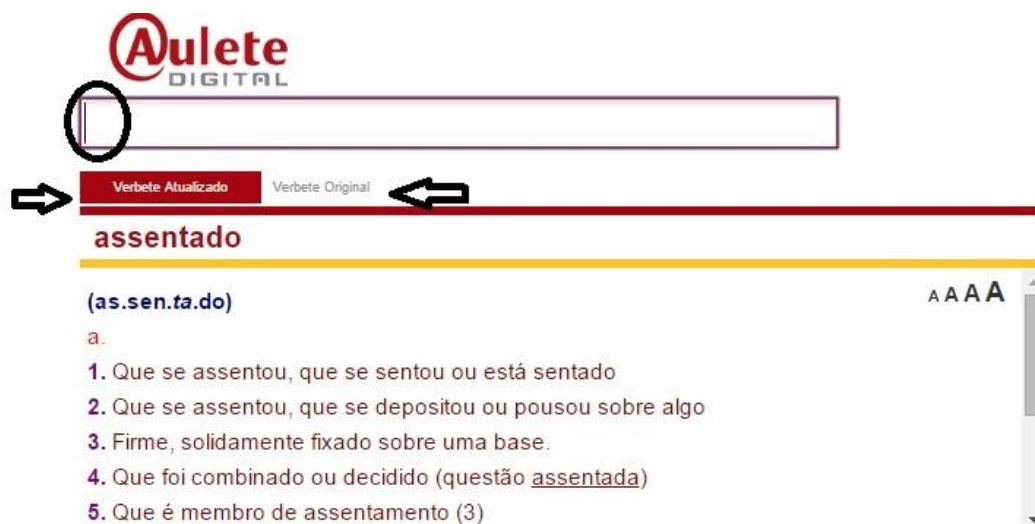 Aulete
DIGITAL
Verbete Atualizado Verbete Original
assentado
(as.sen.ta.do)
A A A A
a.
1. Que se assentou, que se sentou ou está sentado
2. Que se assentou, que se depositou ou pousou sobre algo
3. Firme, solidamente fixado sobre uma base.
4. Que foi combinado ou decidido (questão assentada)
5. Que é membro de assentamento (3)